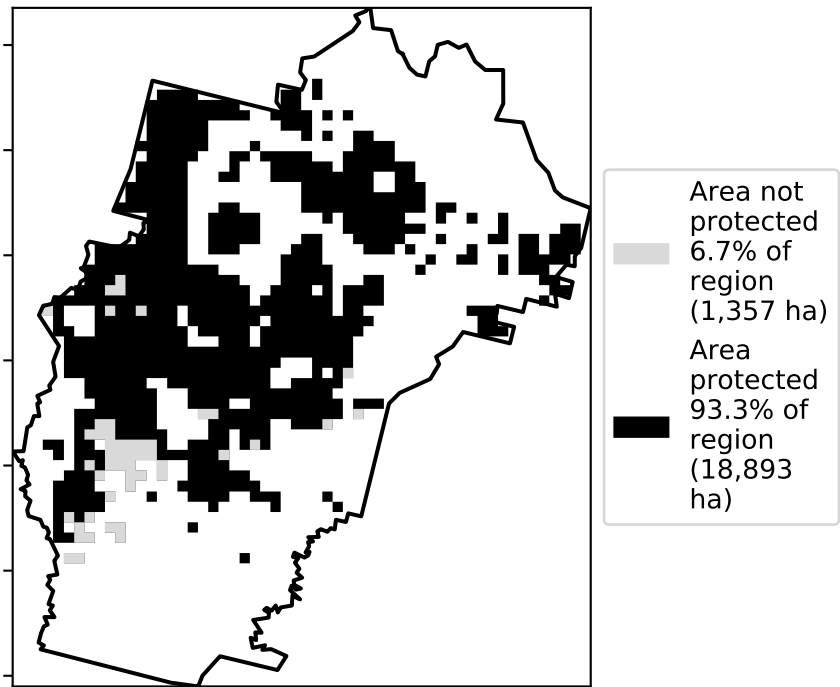 Area not
protected
6.7% of
region
(1,357 ha)
Area
protected
93.3% of
region
(18,893
ha)